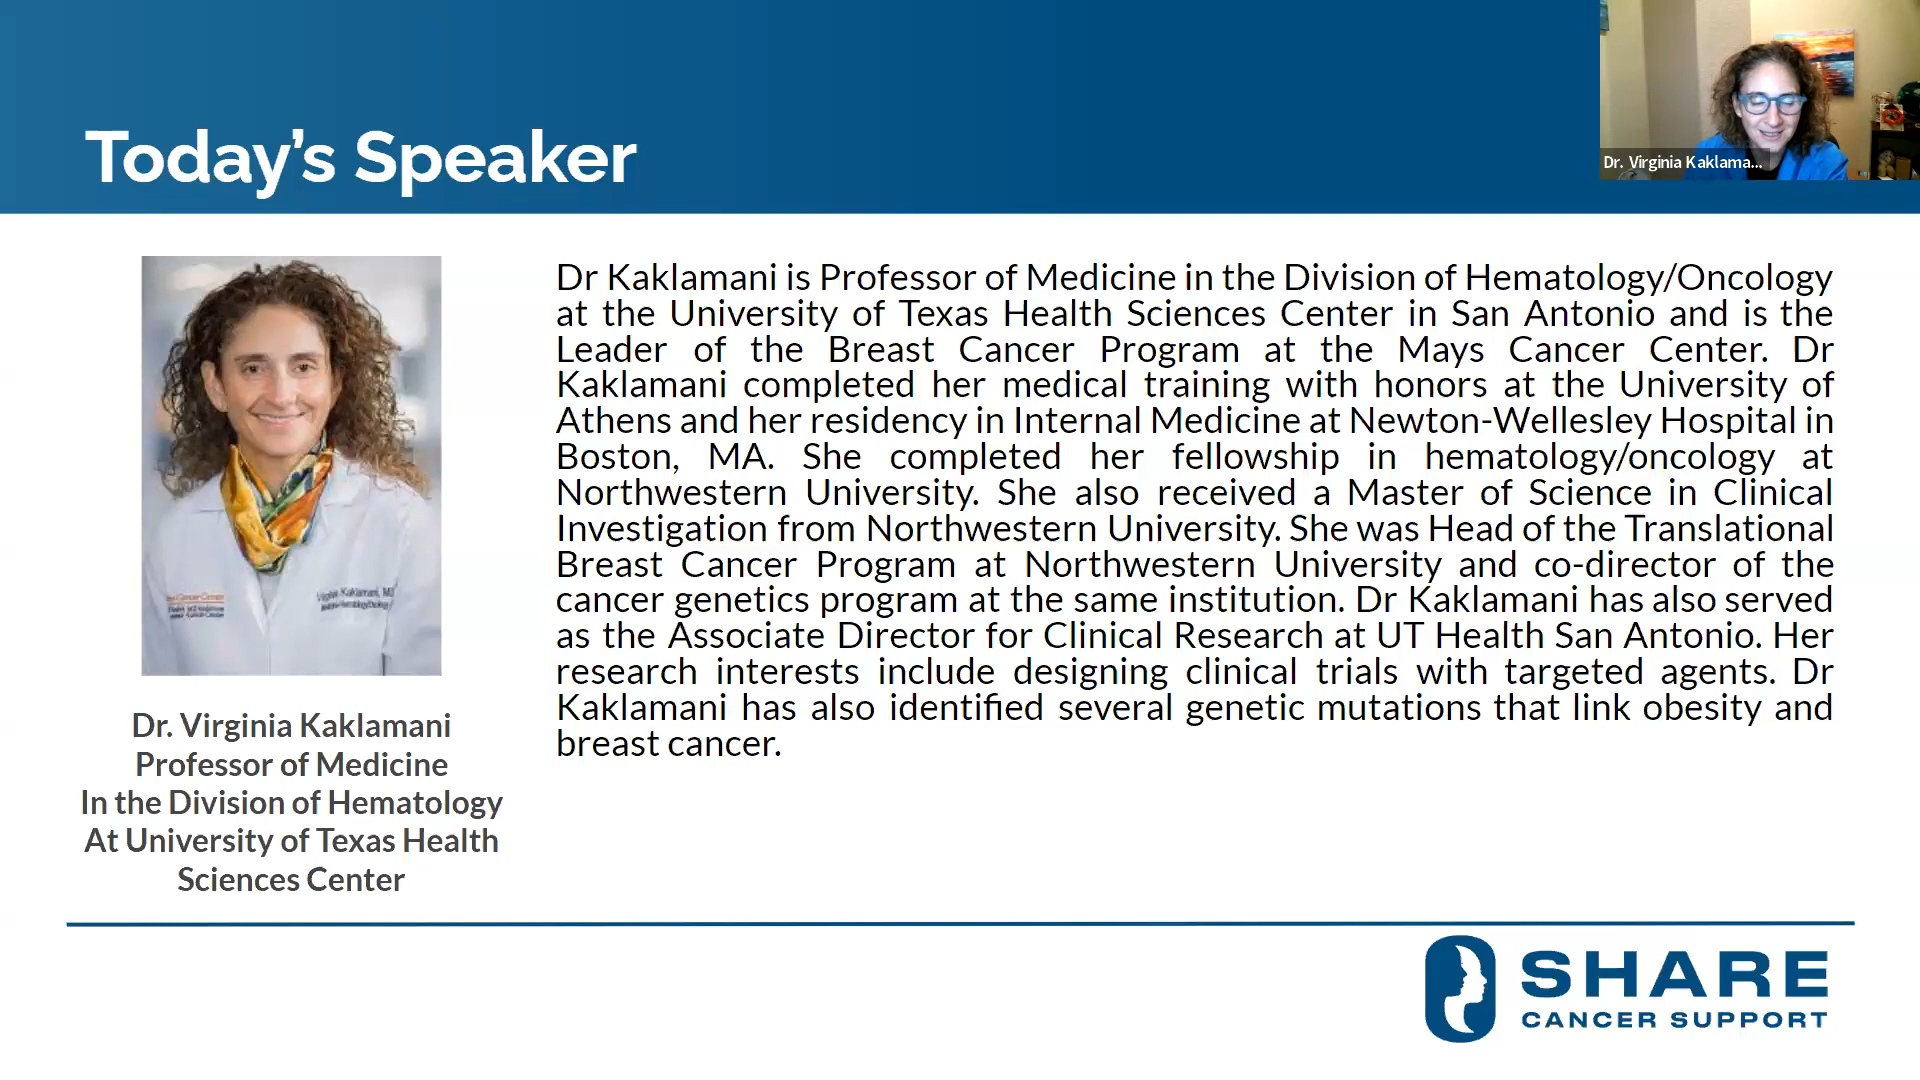 Today's Speaker
Dr. Virginia Kaklama...
Dr Kaklamani is Professor of Medicine in the Division of Hematology/Oncology
at the University of Texas Health Sciences Center in San Antonio and is the
Leader of the Breast Cancer Program at the Mays Cancer Center. Dr
Kaklamani completed her medical training with honors at the University of
Athens and her residency in Internal Medicine at Newton-Wellesley Hospital in
Boston, MA. She completed her fellowship in hematology/oncology at
Northwestern University. She also received a Master of Science in Clinical
Investigation from Northwestern University. She was Head of the Translational
Breast Cancer Program at Northwestern University and co-director of the
cancer genetics program at the same institution. Dr Kaklamani has also served
as the Associate Director for Clinical Research at UT Health San Antonio. Her
research interests include designing clinical trials with targeted agents. Dr
Kaklamani has also identified several genetic mutations that link obesity and
breast cancer.
Virginia Kaklamani, MD
Dr. Virginia Kaklamani
Professor of Medicine
In the Division of Hematology
At University of Texas Health
Sciences Center
SHARE
CANCER SUPPORT